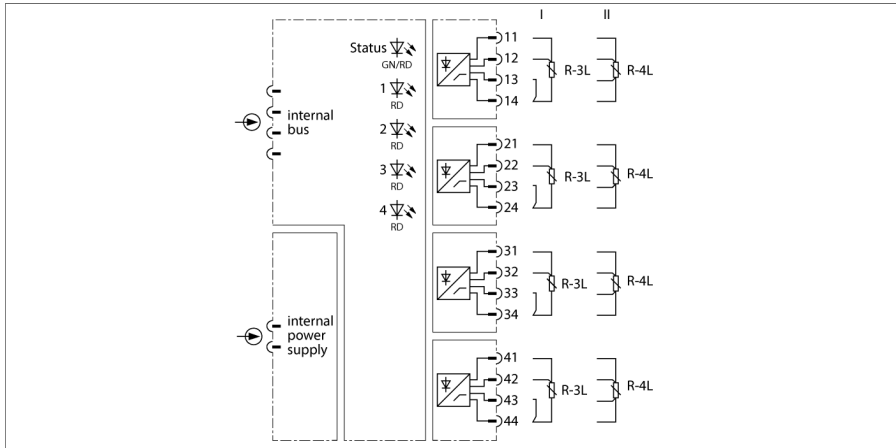 I II
Status
GN/RD
1
RD
2
RD
3
RD
4
RD
internal
bus
internal
power
supply
11
12
13
14
R-3L R-4L
21
22
23
24
R-3L R-4L
31
32
33
34
R-3L R-4L
41
42
43
44
R-3L R-4L